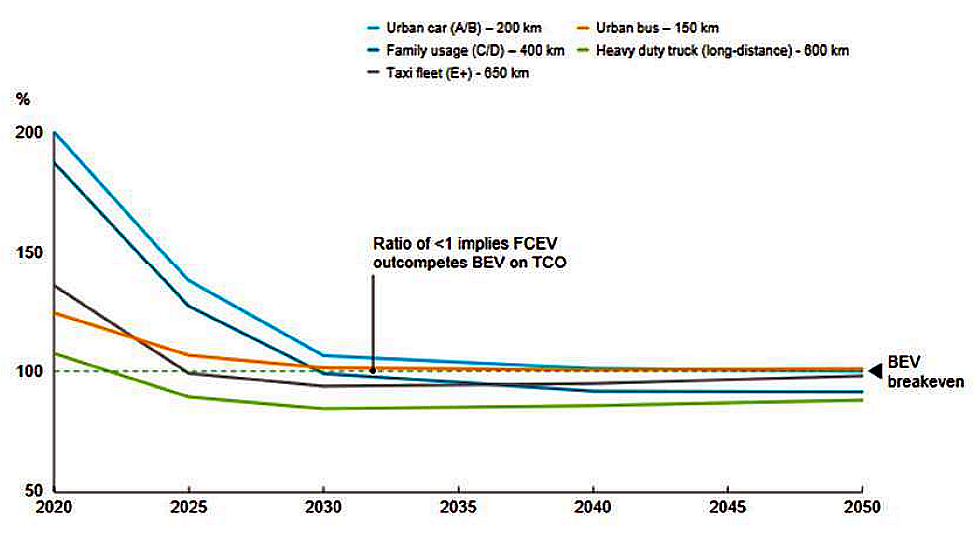 Urban car (A/B) – 200 km
Urban bus – 150 km
Family usage (C/D) – 400 km
Heavy duty truck (long-distance) - 600 km
Taxi fleet (E+) - 650 km
%
200
150
100
50
Ratio of <1 implies FCEV
outcompetes BEV on TCO
BEV
breakeven
2020
2025
2030
2035
2040
2045
2050